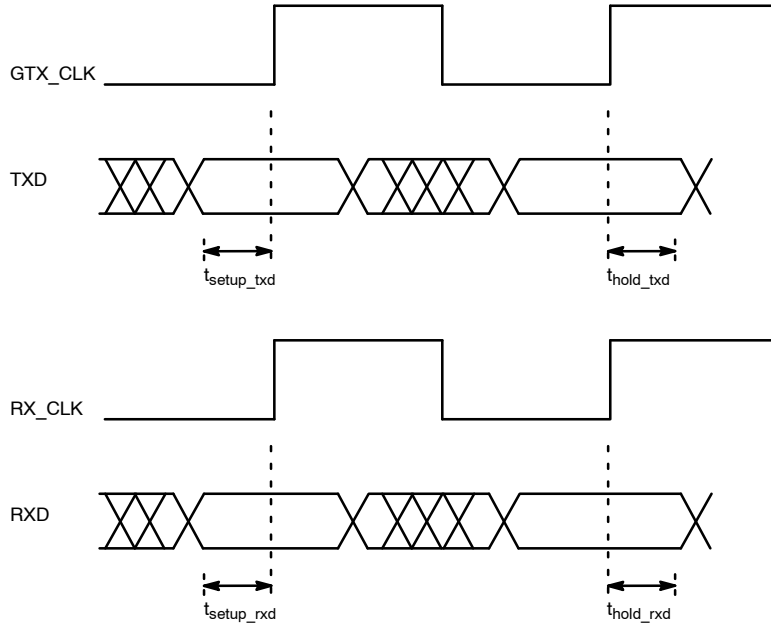 GTX_CLK
TXD
tsetup_txd thold_txd
RX_CLK
RXD
tsetup_rxd thold_rxd